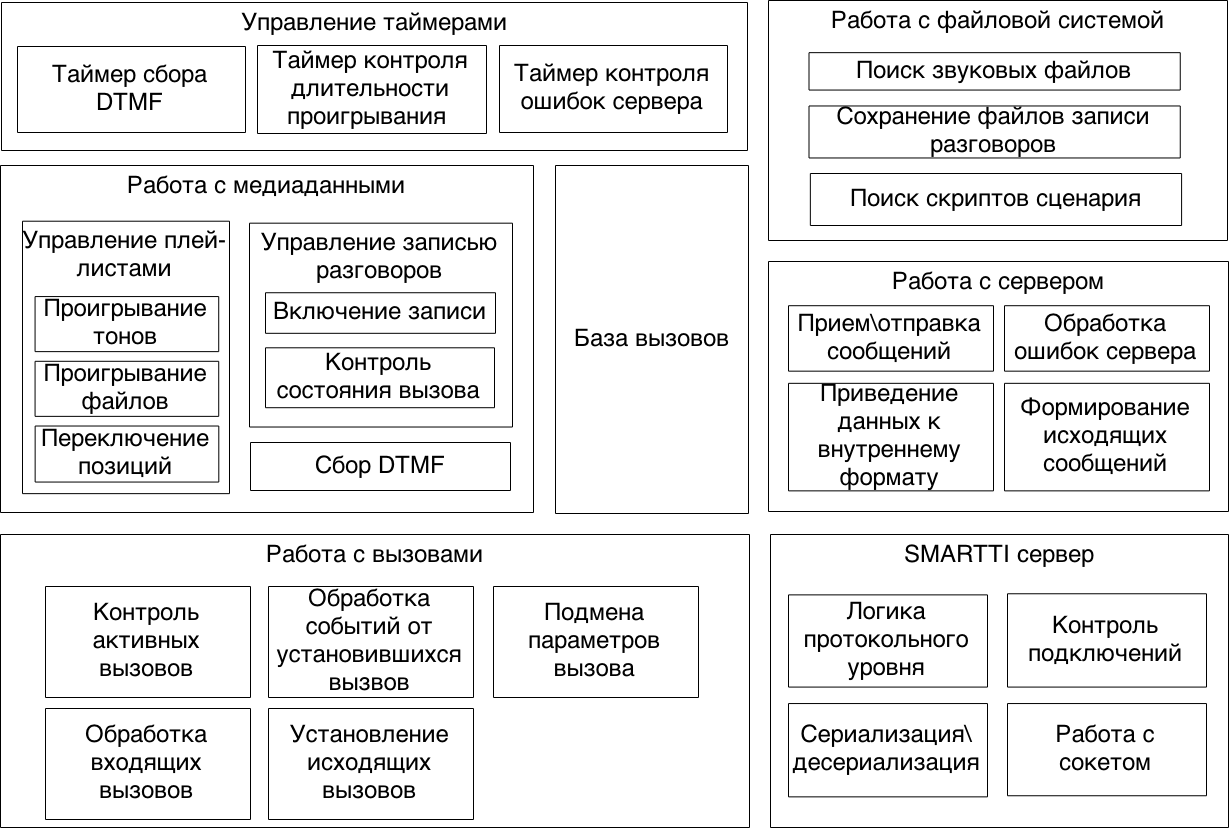 Управление таймерами
Таймер сбора
DTMF
Таймер контроля
длительности
проигрывания
Таймер контроля
ошибок сервера
Работа с файловой системой
Поиск звуковых файлов
Сохранение файлов записи
разговоров
Поиск скриптов сценария
Работа с медиаданными
Управление плей-
листами
Проигрывание
тонов
Проигрывание
файлов
Переключение
позиций
Управление записью
разговоров
Включение записи
Контроль
состояния вызова
Сбор DTMF
База вызовов
Работа с сервером
Прием\отправка
сообщений
Обработка
ошибок сервера
Приведение
данных к
внутреннему
формату
Формирование
исходящих
сообщений
Работа с вызовами
Контроль
активных
вызовов
Обработка
событий от
установившихся
вызвов
Подмена
параметров
вызова
Обработка
входящих
вызовов
Установление
исходящих
вызовов
SMARTTI сервер
Логика
протокольного
уровня
Контроль
подключений
Сериализация\
десериализация
Работа с
сокетом